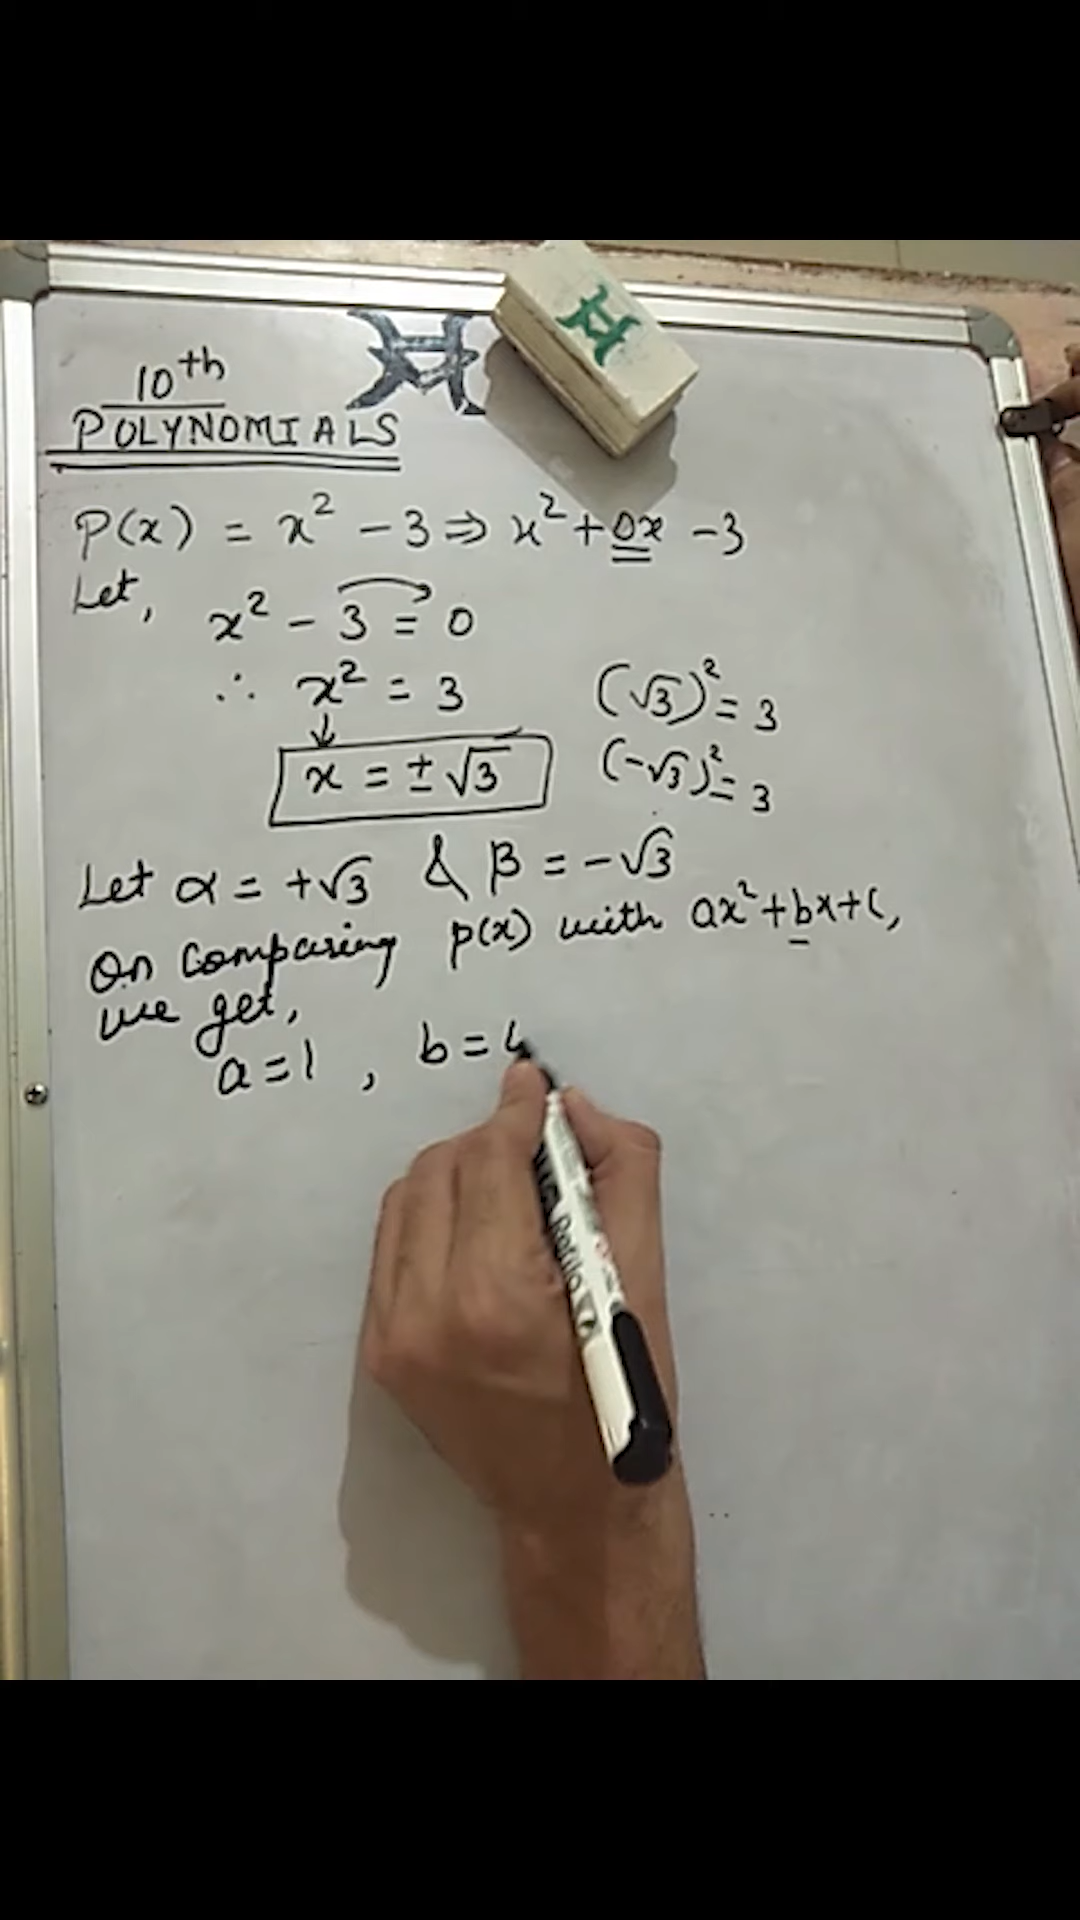 10th
POLYNOMIALS
P(x) = x² - 3 ⇒ x² + 0x - 3
Let,
x² - 3 = 0
∴ x² = 3
(√3)² = 3
x = ±√3
(-√3)² = 3
Let α = +√3 & β = -√3
On comparing p(x) with ax² + bx + c,
we get,
a = 1 , b =
Refilo